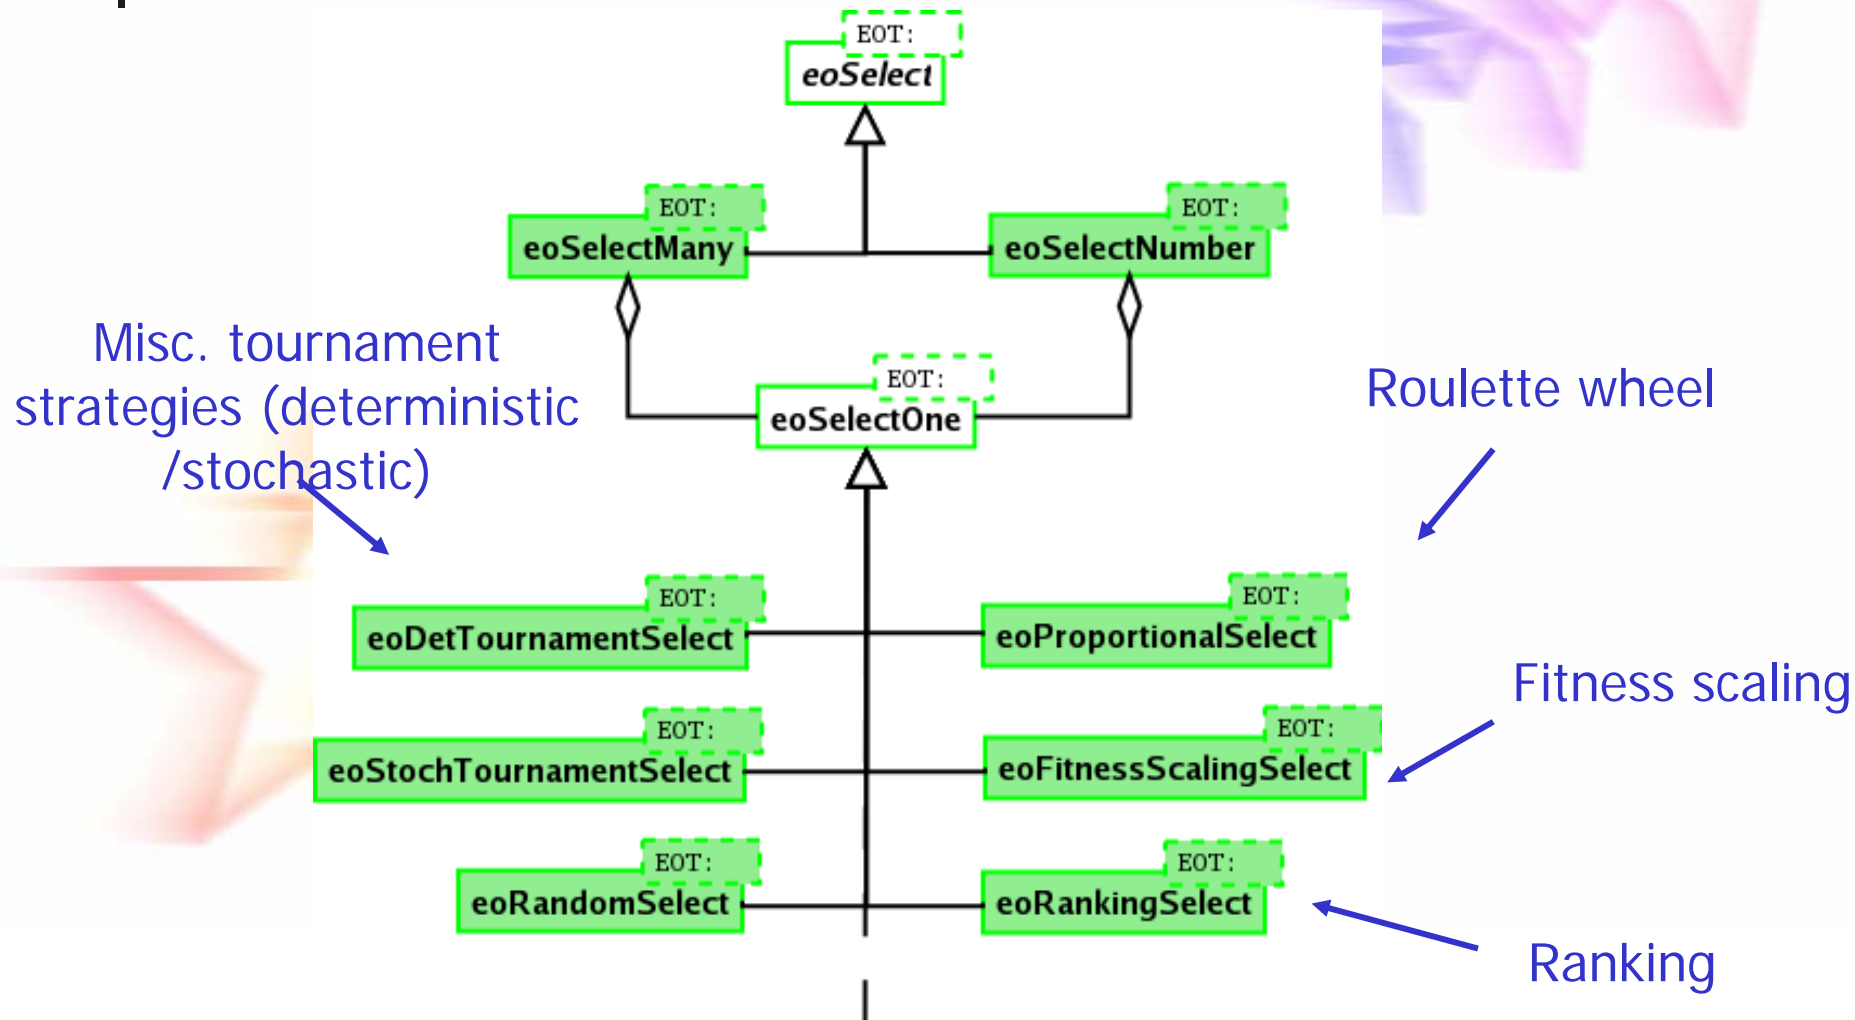 EOT:
eoSelect
EOT:
eoSelectMany
EOT:
eoSelectNumber
Misc. tournament
strategies (deterministic
/stochastic)
EOT:
eoSelectOne
Roulette wheel
EOT:
eoDetTournamentSelect
EOT:
eoProportionalSelect
Fitness scaling
EOT:
eoStochTournamentSelect
EOT:
eoFitnessScalingSelect
EOT:
eoRandomSelect
EOT:
eoRankingSelect
Ranking